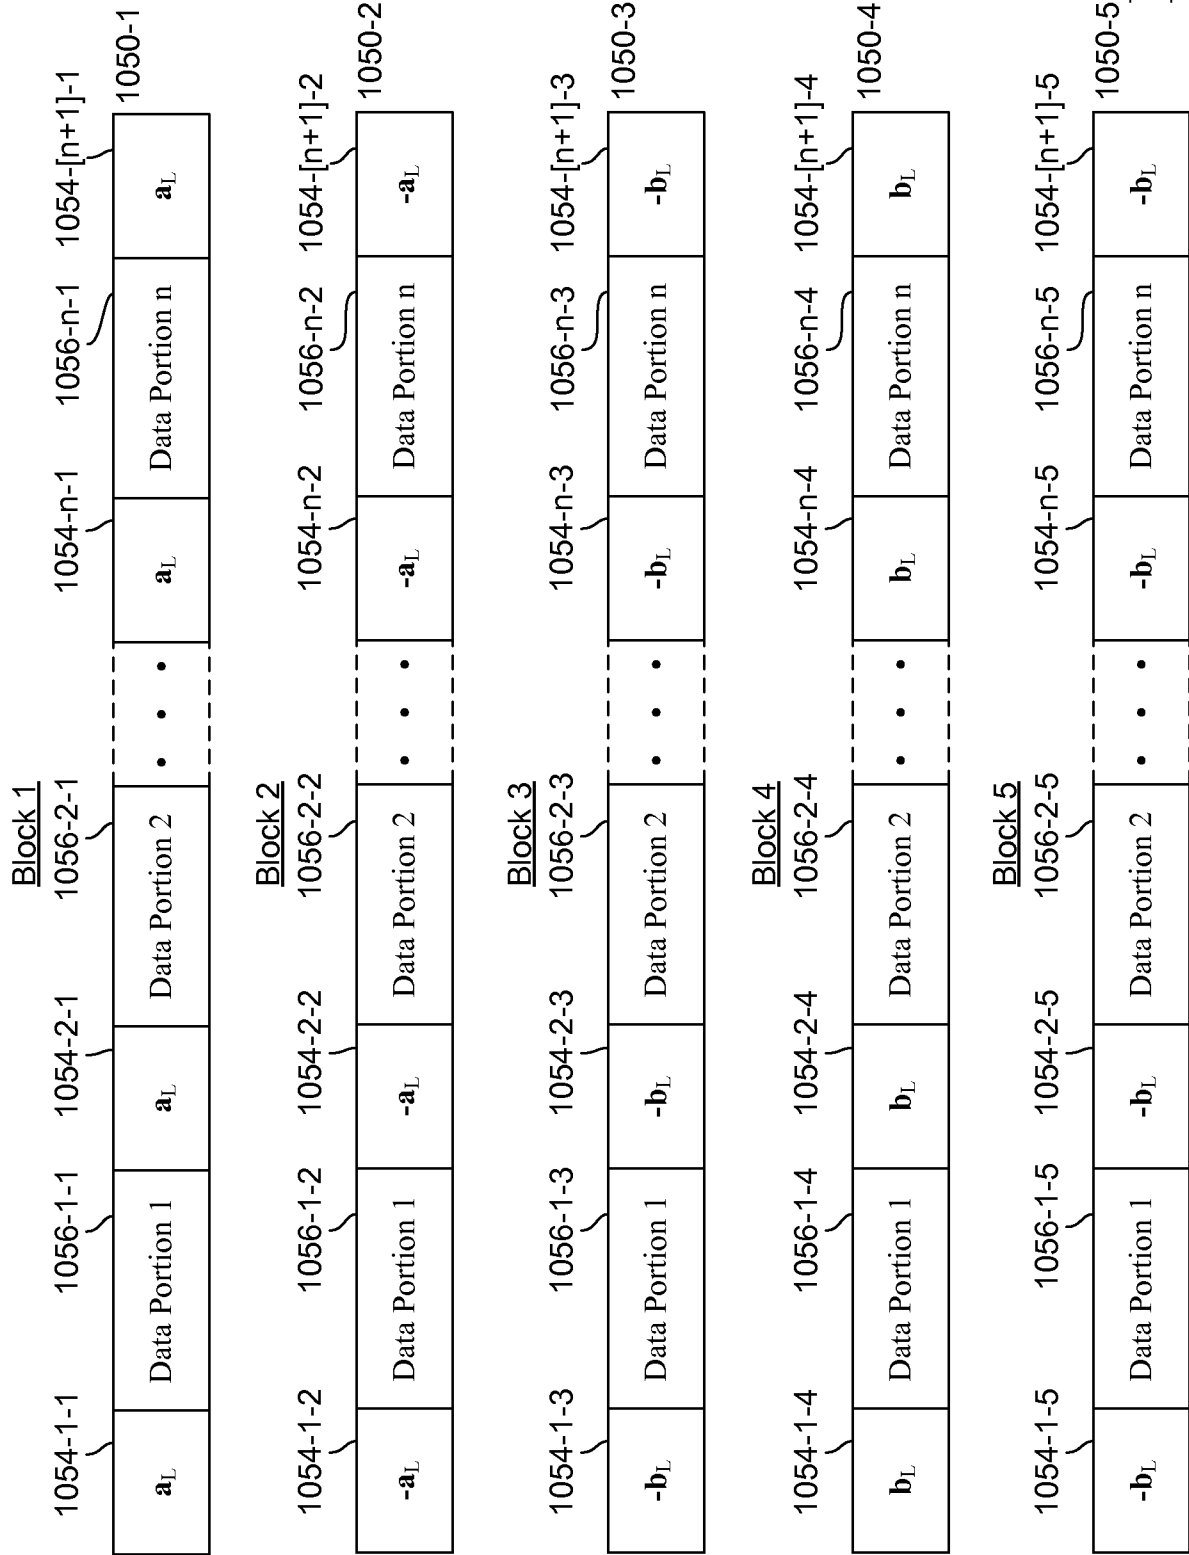 Block 1
1054-1-1 1056-1-1 1054-2-1 1056-2-1 1054-n-1 1056-n-1 1054-[n+1]-1
a_L Data Portion 1 a_L Data Portion 2 • • • a_L Data Portion n a_L
1050-1
Block 2
1054-1-2 1056-1-2 1054-2-2 1056-2-2 1054-n-2 1056-n-2 1054-[n+1]-2
-a_L Data Portion 1 -a_L Data Portion 2 • • • -a_L Data Portion n -a_L
1050-2
Block 3
1054-1-3 1056-1-3 1054-2-3 1056-2-3 1054-n-3 1056-n-3 1054-[n+1]-3
-b_L Data Portion 1 -b_L Data Portion 2 • • • -b_L Data Portion n -b_L
1050-3
Block 4
1054-1-4 1056-1-4 1054-2-4 1056-2-4 1054-n-4 1056-n-4 1054-[n+1]-4
b_L Data Portion 1 b_L Data Portion 2 • • • b_L Data Portion n b_L
1050-4
Block 5
1054-1-5 1056-1-5 1054-2-5 1056-2-5 1054-n-5 1056-n-5 1054-[n+1]-5
-b_L Data Portion 1 -b_L Data Portion 2 • • • -b_L Data Portion n -b_L
1050-5